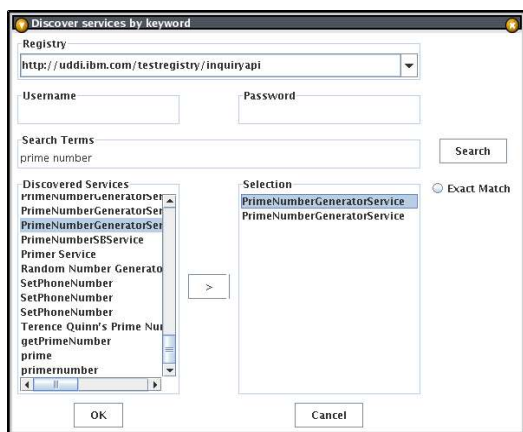 Discover services by keyword
Registry
http://uddi.ibm.com/testregistry/inquiryapi
Username
Password
Search Terms
prime number
Search
Discovered Services
PrimeNumberGeneratorSer
PrimeNumberGeneratorSer
PrimeNumberGeneratorSer
PrimeNumberSBService
Primer Service
Random Number Generato
SetPhoneNumber
SetPhoneNumber
SetPhoneNumber
Terence Quinn's Prime Nu
getPrimeNumber
prime
primernumber
>
Selection
PrimeNumberGeneratorService
PrimeNumberGeneratorService
Exact Match
OK
Cancel